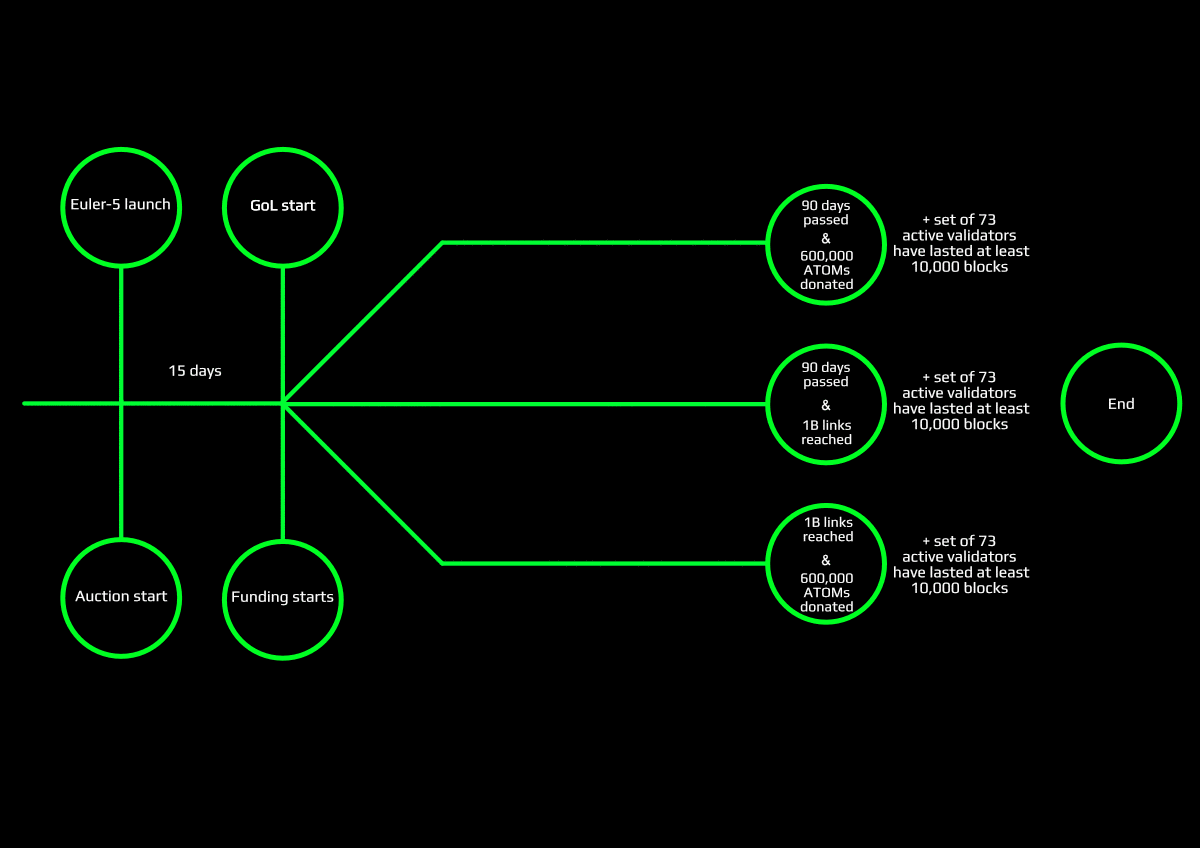 Euler-5 launch
GoL start
15 days
Auction start
Funding starts
90 days
passed
&
600,000
ATOMs
donated
+ set of 73
active validators
have lasted at least
10,000 blocks
90 days
passed
&
1B links
reached
+ set of 73
active validators
have lasted at least
10,000 blocks
1B links
reached
&
600,000
ATOMs
donated
+ set of 73
active validators
have lasted at least
10,000 blocks
End